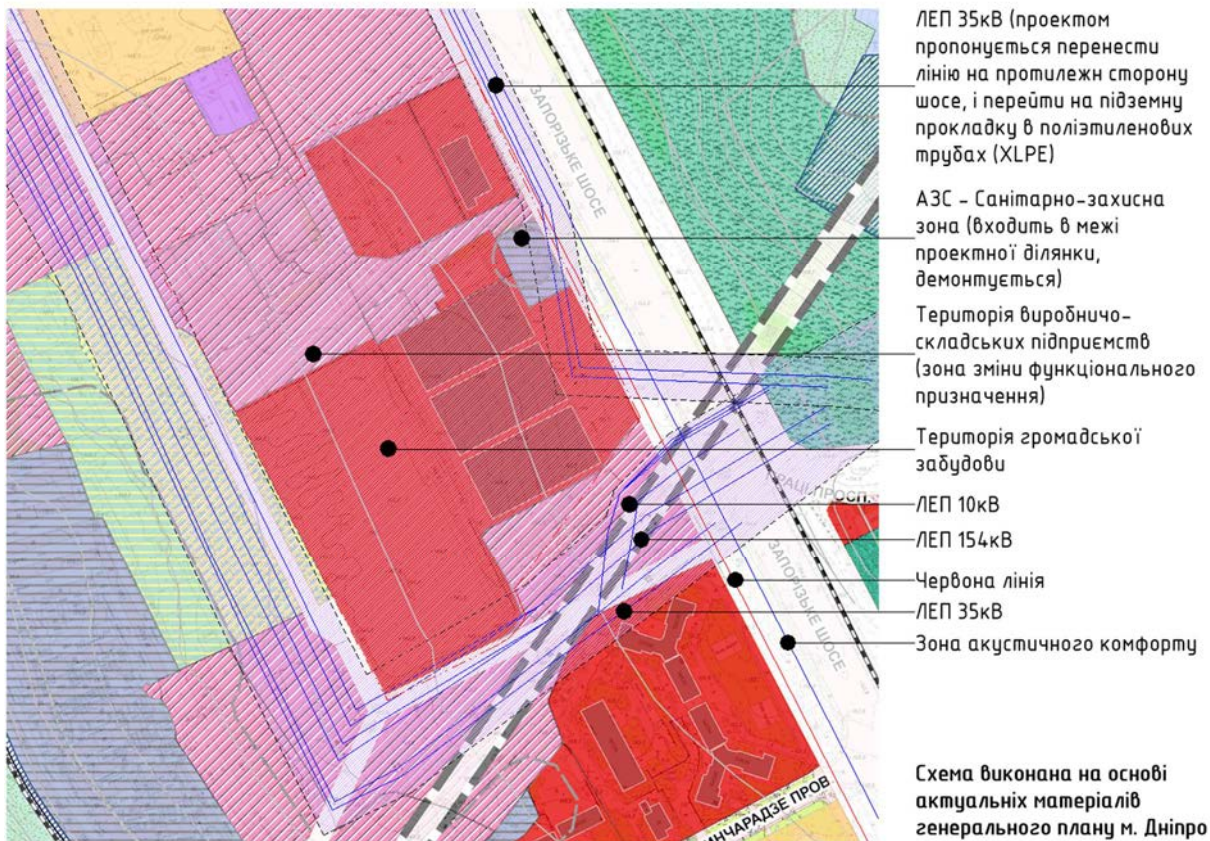 ЛЕП 35кВ (проектом
пропонується перенести
лінію на протилежн сторону
шосе, і перейти на підземну
прокладку в поліэтиленових
трубах (XLPE)
АЗС - Санітарно-захисна
зона (входить в межі
проектної ділянки,
демонтується)
Територія виробничо-
складських підприємств
(зона зміни функціонального
призначення)
Територія громадської
забудови
ЛЕП 10кВ
ЛЕП 154кВ
Червона лінія
ЛЕП 35кВ
Зона акустичного комфорту
Схема виконана на основі
актуальніх матеріалів
генерального плану м. Дніпро
ЗАПОРІЗЬКЕ ШОСЕ
ПРАЦІ ПРОСП.
ЗАПОРІЗЬКЕ ШОСЕ
ИНЧАРАДЗЕ ПРОВ